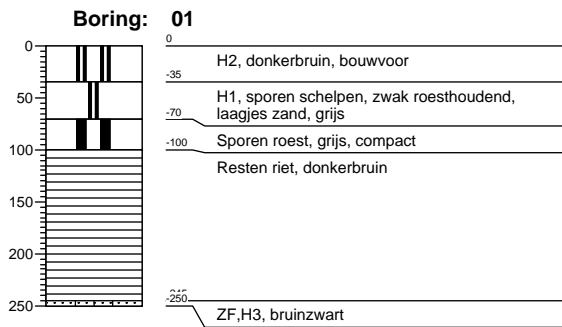 Boring: 01
0
0
H2, donkerbruin, bouwvoor
-35
50
H1, sporen schelpen, zwak roesthoudend,
laagjes zand, grijs
-70
100
-100
Sporen roest, grijs, compact
Resten riet, donkerbruin
150
200
250
-250
ZF,H3, bruinzwart